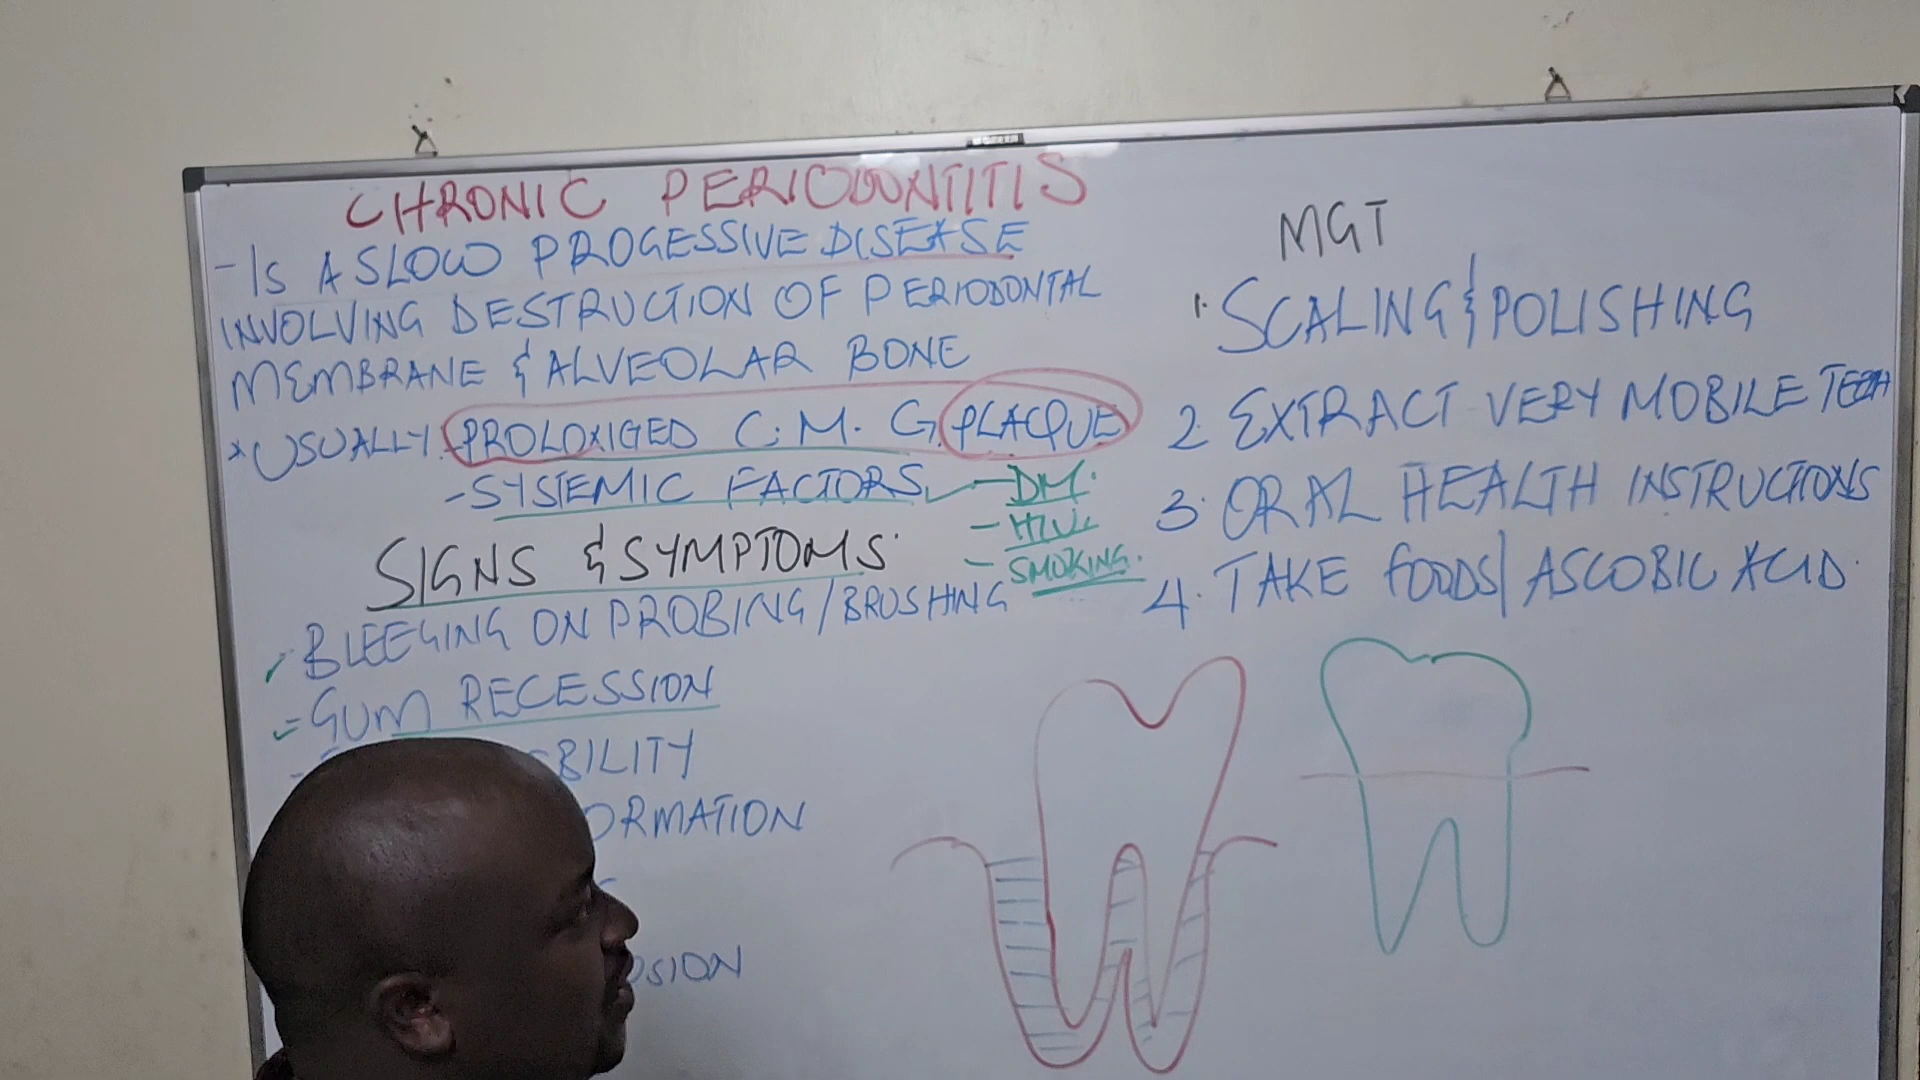 CHRONIC PERIODONTITIS
- IS A SLOW PROGESSIVE DISEASE
INVOLVING DESTRUCTION OF PERIODONTAL
MEMBRANE & ALVEOLAR BONE
* USUALLY - PROLONGED C.M.G, PLACQUE
- SYSTEMIC FACTORS - DM.
- HIV
- SMOKING.
SIGNS & SYMPTOMS
BLEEDING ON PROBING / BRUSHING
- GUM RECESSION
BILITY
ORMATION
OSION
MGT
1. SCALING & POLISHING
2. EXTRACT VERY MOBILE TEETH
3. ORAL HEALTH INSTRUCTIONS
4. TAKE FOODS/ASCOBIC ACID.